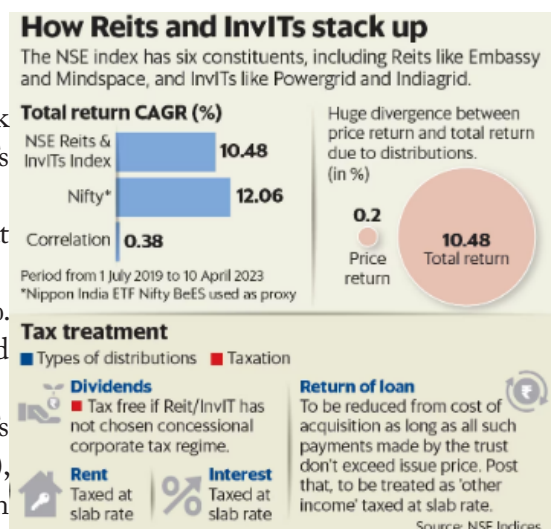 How Reits and InvITs stack up
The NSE index has six constituents, including Reits like Embassy
and Mindspace, and InvITs like Powergrid and Indiagrid.
Total return CAGR (%)
NSE Reits &
InvITs Index
10.48
Nifty*
12.06
Correlation
0.38
Period from 1 July 2019 to 10 April 2023
*Nippon India ETF Nifty BeES used as proxy
Huge divergence between
price return and total return
due to distributions.
(in %)
0.2
Price
return
10.48
Total return
Tax treatment
Types of distributions
Taxation
Dividends
Tax free if Reit/InvIT has
not chosen concessional
corporate tax regime.
Rent
Taxed at
slab rate
Interest
Taxed at
slab rate
Return of loan
To be reduced from cost of
acquisition as long as all such
payments made by the trust
don't exceed issue price. Post
that, to be treated as 'other
income' taxed at slab rate.
Source: NSE Indices